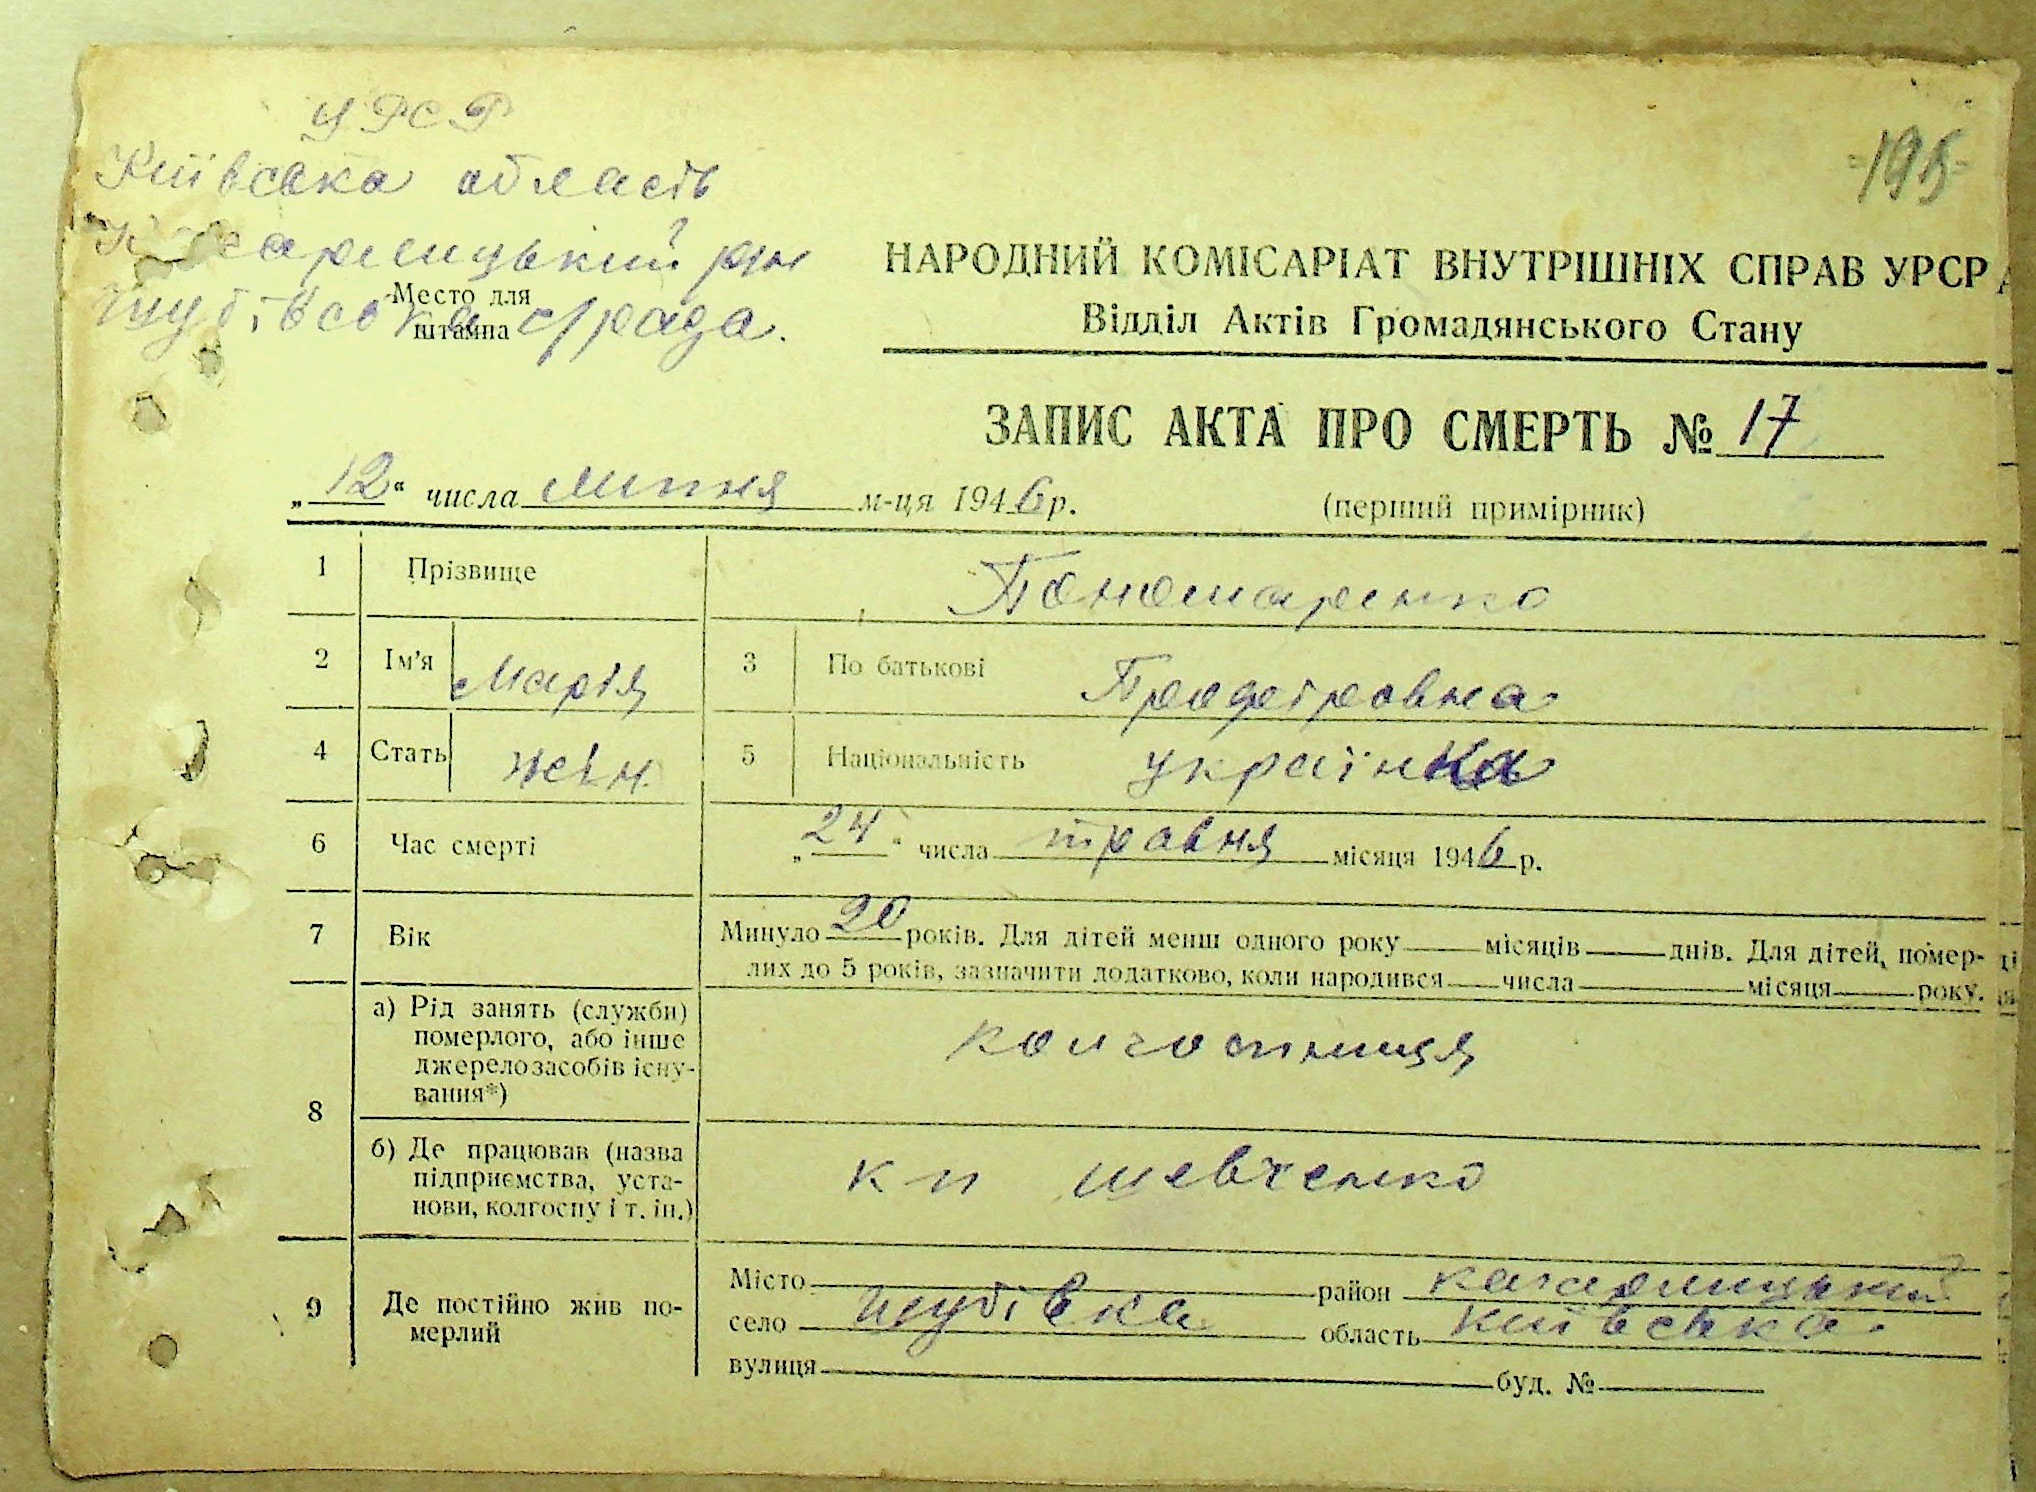 УРСР
195
Київська область
Кагарлицький р-н
Шубівська с/рада.
Место для
штампа
НАРОДНИЙ КОМІСАРІАТ ВНУТРІШНІХ СПРАВ УРСР
Відділ Актів Громадянського Стану
ЗАПИС АКТА ПРО СМЕРТЬ № 17
„12“ числа липня м-ця 1946 р.
(перший примірник)
1 Прізвище Пономаренко
2 Ім'я Марія 3 По батькові
4 Стать жін. 5 Національність українка
6 Час смерті „24“ числа травня місяця 1946 р.
7 Вік Минуло 20 років. Для дітей менш одного року місяців днів. Для дітей, помер-
лих до 5 років, зазначити додатково, коли народився числа місяця року.
8 а) Рід занять (служби)
померлого, або інше
джерело засобів існу-
вання*)
колгоспниця
б) Де працював (назва
підприємства, уста-
нови, колгоспу і т. ін.)
к п шевченко
9 Де постійно жив по-
мерлий
Місто район кагарлицький
село шубівка область київська.
вулиця буд. №